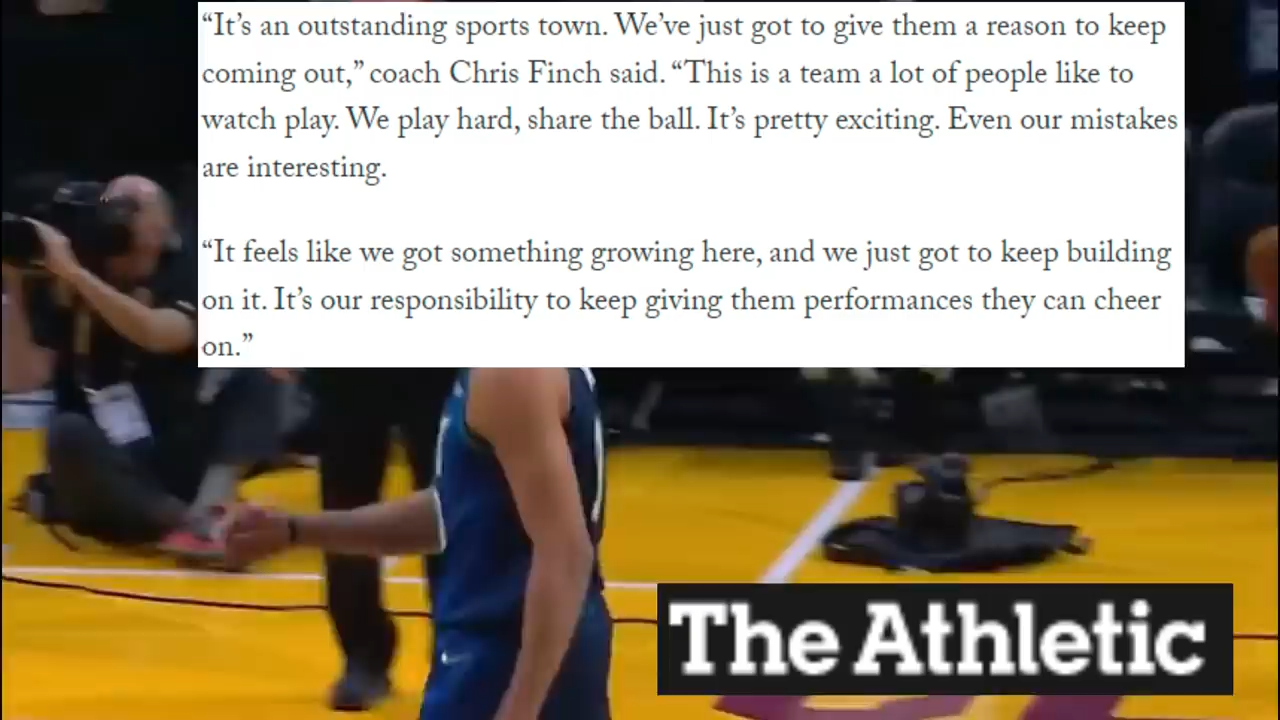 “It’s an outstanding sports town. We’ve just got to give them a reason to keep
coming out,” coach Chris Finch said. “This is a team a lot of people like to
watch play. We play hard, share the ball. It’s pretty exciting. Even our mistakes
are interesting.
“It feels like we got something growing here, and we just got to keep building
on it. It’s our responsibility to keep giving them performances they can cheer
on.”
The Athletic